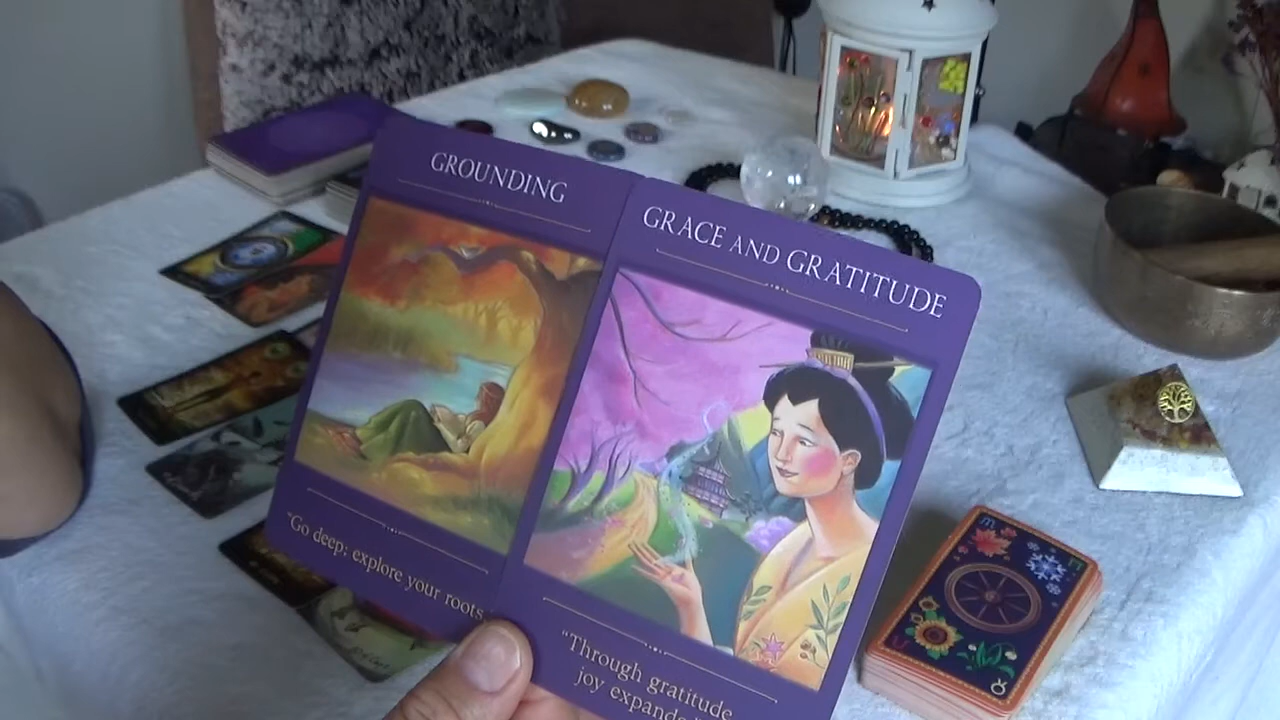 GROUNDING
"Go deep: explore your roots
GRACE AND GRATITUDE
"Through gratitude
joy expands"